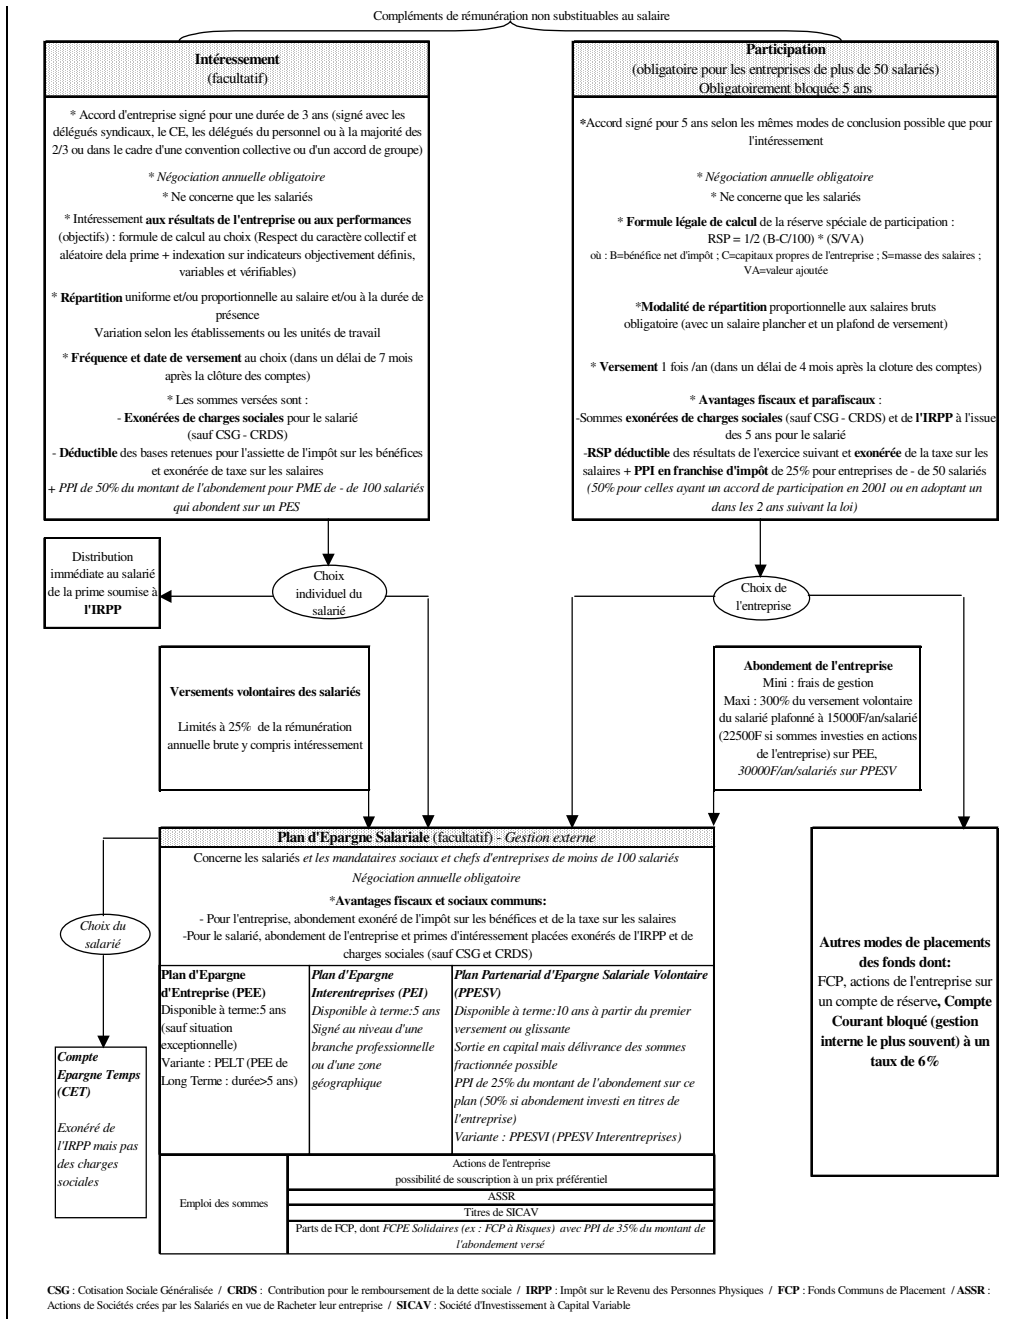 Compléments de rémunération non substituables au salaire
Intéressement
(facultatif)
* Accord d'entreprise signé pour une durée de 3 ans (signé avec les
délégués syndicaux, le CE, les délégués du personnel ou à la majorité des
2/3 ou dans le cadre d'une convention collective ou d'un accord de groupe)
* Négociation annuelle obligatoire
* Ne concerne que les salariés
* Intéressement aux résultats de l'entreprise ou aux performances
(objectifs) : formule de calcul au choix (Respect du caractère collectif et
aléatoire dela prime + indexation sur indicateurs objectivement définis,
variables et vérifiables)
* Répartition uniforme et/ou proportionnelle au salaire et/ou à la durée de
présence
Variation selon les établissements ou les unités de travail
* Fréquence et date de versement au choix (dans un délai de 7 mois
après la clôture des comptes)
* Les sommes versées sont :
- Exonérées de charges sociales pour le salarié
(sauf CSG - CRDS)
- Déductible des bases retenues pour l'assiette de l'impôt sur les bénéfices
et exonérée de taxe sur les salaires
+ PPI de 50% du montant de l'abondement pour PME de - de 100 salariés
qui abondent sur un PES
Participation
(obligatoire pour les entreprises de plus de 50 salariés)
Obligatoirement bloquée 5 ans
*Accord signé pour 5 ans selon les mêmes modes de conclusion possible que pour
l'intéressement
* Négociation annuelle obligatoire
* Ne concerne que les salariés
* Formule légale de calcul de la réserve spéciale de participation :
RSP = 1/2 (B-C/100) * (S/VA)
où : B=bénéfice net d'impôt ; C=capitaux propres de l'entreprise ; S=masse des salaires ;
VA=valeur ajoutée
*Modalité de répartition proportionnelle aux salaires bruts
obligatoire (avec un salaire plancher et un plafond de versement)
* Versement 1 fois /an (dans un délai de 4 mois après la cloture des comptes)
* Avantages fiscaux et parafiscaux :
-Sommes exonérées de charges sociales (sauf CSG - CRDS) et de l'IRPP à l'issue
des 5 ans pour le salarié
-RSP déductible des résultats de l'exercice suivant et exonérée de la taxe sur les
salaires + PPI en franchise d'impôt de 25% pour entreprises de - de 50 salariés
(50% pour celles ayant un accord de participation en 2001 ou en adoptant un
dans les 2 ans suivant la loi)
Distribution
immédiate au salarié
de la prime soumise à
l'IRPP
Choix
individuel du
salarié
Choix de
l'entreprise
Versements volontaires des salariés
Limités à 25% de la rémunération
annuelle brute y compris intéressement
Abondement de l'entreprise
Mini : frais de gestion
Maxi : 300% du versement volontaire
du salarié plafonné à 15000F/an/salarié
(22500F si sommes investies en actions
de l'entreprise) sur PEE,
30000F/an/salariés sur PPESV
Plan d'Epargne Salariale (facultatif) - Gestion externe
Concerne les salariés et les mandataires sociaux et chefs d'entreprises de moins de 100 salariés
Négociation annuelle obligatoire
*Avantages fiscaux et sociaux communs:
- Pour l'entreprise, abondement exonéré de l'impôt sur les bénéfices et de la taxe sur les salaires
-Pour le salarié, abondement de l'entreprise et primes d'intéressement placées exonérés de l'IRPP et de
charges sociales (sauf CSG et CRDS)
Choix du
salarié
Compte
Epargne Temps
(CET)
Exonéré de
l'IRPP mais pas
des charges
sociales
Plan d'Epargne
d'Entreprise (PEE)
Disponible à terme:5 ans
(sauf situation
exceptionnelle)
Variante : PELT (PEE de
Long Terme : durée>5 ans)
Plan d'Epargne
Interentreprises (PEI)
Disponible à terme:5 ans
Signé au niveau d'une
branche professionnelle
ou d'une zone
géographique
Plan Partenarial d'Epargne Salariale Volontaire
(PPESV)
Disponible à terme:10 ans à partir du premier
versement ou glissante
Sortie en capital mais délivrance des sommes
fractionnée possible
PPI de 25% du montant de l'abondement sur ce
plan (50% si abondement investi en titres de
l'entreprise)
Variante : PPESVI (PPESV Interentreprises)
Autres modes de placements
des fonds dont:
FCP, actions de l'entreprise sur
un compte de réserve, Compte
Courant bloqué (gestion
interne le plus souvent) à un
taux de 6%
Emploi des sommes
Actions de l'entreprise
possibilité de souscription à un prix préférentiel
ASSR
Titres de SICAV
Parts de FCP, dont FCPE Solidaires (ex : FCP à Risques) avec PPI de 35% du montant de
l'abondement versé
CSG : Cotisation Sociale Généralisée / CRDS : Contribution pour le remboursement de la dette sociale / IRPP : Impôt sur le Revenu des Personnes Physiques / FCP : Fonds Communs de Placement / ASSR :
Actions de Sociétés crées par les Salariés en vue de Racheter leur entreprise / SICAV : Société d'Investissement à Capital Variable